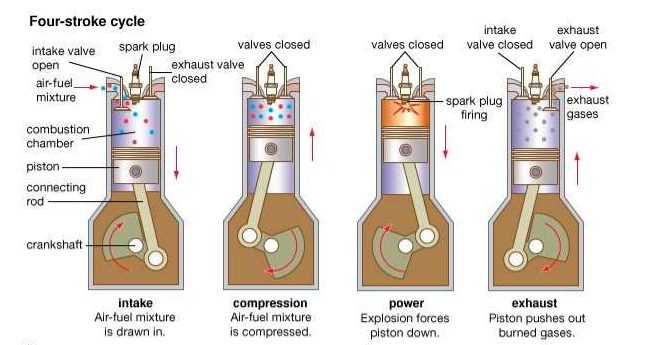 Four-stroke cycle
intake valve
open
spark plug
exhaust valve
closed
air-fuel
mixture
combustion
chamber
piston
connecting
rod
crankshaft
valves closed
valves closed
spark plug
firing
intake
valve closed
exhaust
valve open
exhaust
gases
intake
Air-fuel mixture
is drawn in.
compression
Air-fuel mixture
is compressed.
power
Explosion forces
piston down.
exhaust
Piston pushes out
burned gases.